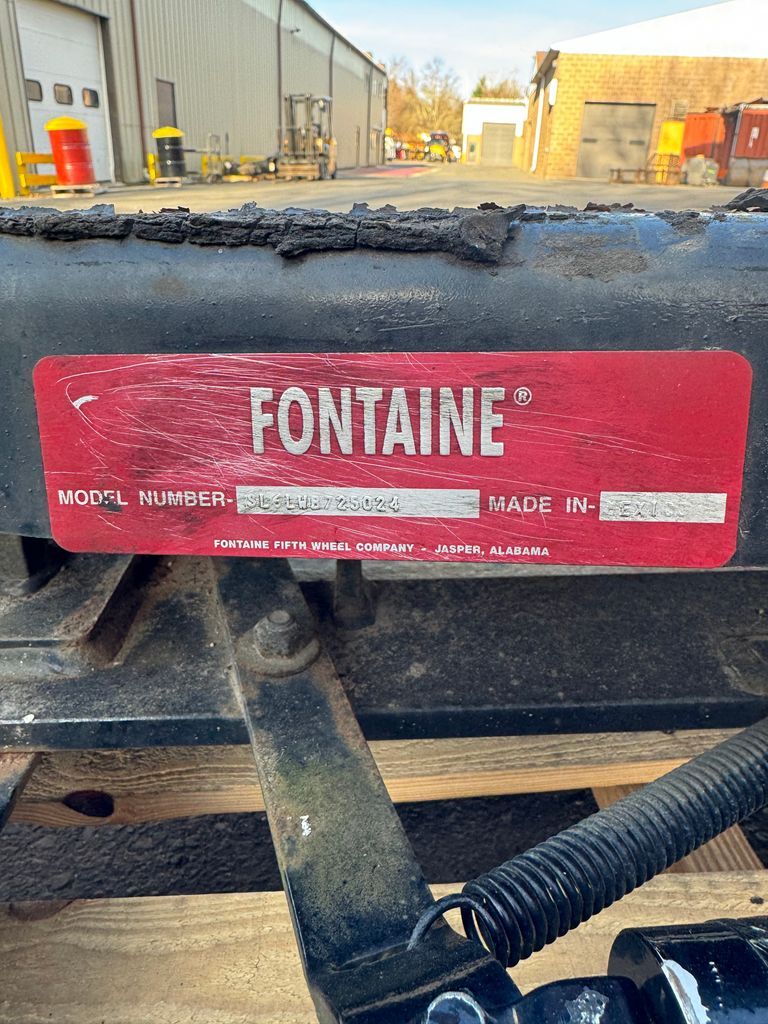 FONTAINE®
MODEL NUMBER- MADE IN-
FONTAINE FIFTH WHEEL COMPANY - JASPER, ALABAMA